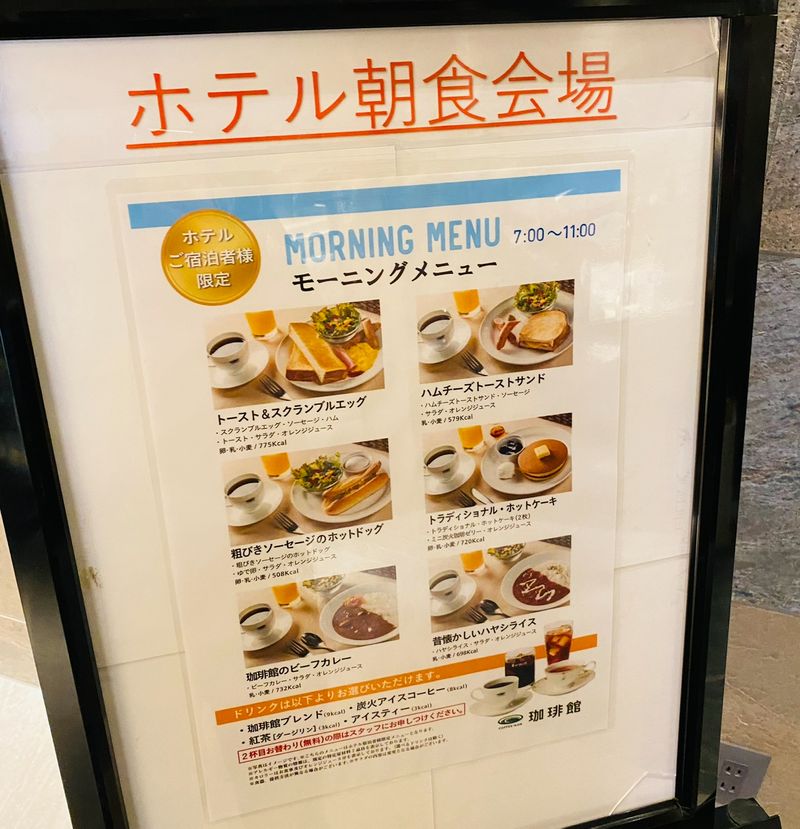 ホテル朝食会場
ホテル
ご宿泊者様
限定
MORNING MENU 7:00～11:00
モーニングメニュー
トースト＆スクランブルエッグ
・スクランブルエッグ・ソーセージ・ハム
・トースト・サラダ・オレンジジュース
卵・乳・小麦 / 775Kcal
ハムチーズトーストサンド
・ハムチーズトーストサンド・ソーセージ
・サラダ・オレンジジュース
乳・小麦 / 579Kcal
粗びきソーセージのホットドッグ
・粗びきソーセージのホットドッグ
・ゆで卵・サラダ・オレンジジュース
卵・乳・小麦 / 508Kcal
トラディショナル・ホットケーキ
・トラディショナル・ホットケーキ(2枚)
・ミニ炭火珈琲ゼリー・オレンジジュース
卵・乳・小麦 / 720Kcal
珈琲館のビーフカレー
・ビーフカレー・サラダ・オレンジジュース
乳・小麦 / 732Kcal
昔懐かしいハヤシライス
・ハヤシライス・サラダ・オレンジジュース
乳・小麦 / 698Kcal
ドリンクは以下よりお選びいただけます。
・珈琲館ブレンド(9kcal) ・炭火アイスコーヒー(8kcal)
・紅茶[ダージリン](3kcal) ・アイスティー(3kcal)
2杯目お替わり(無料)の際はスタッフにお申しつけください。
珈琲館